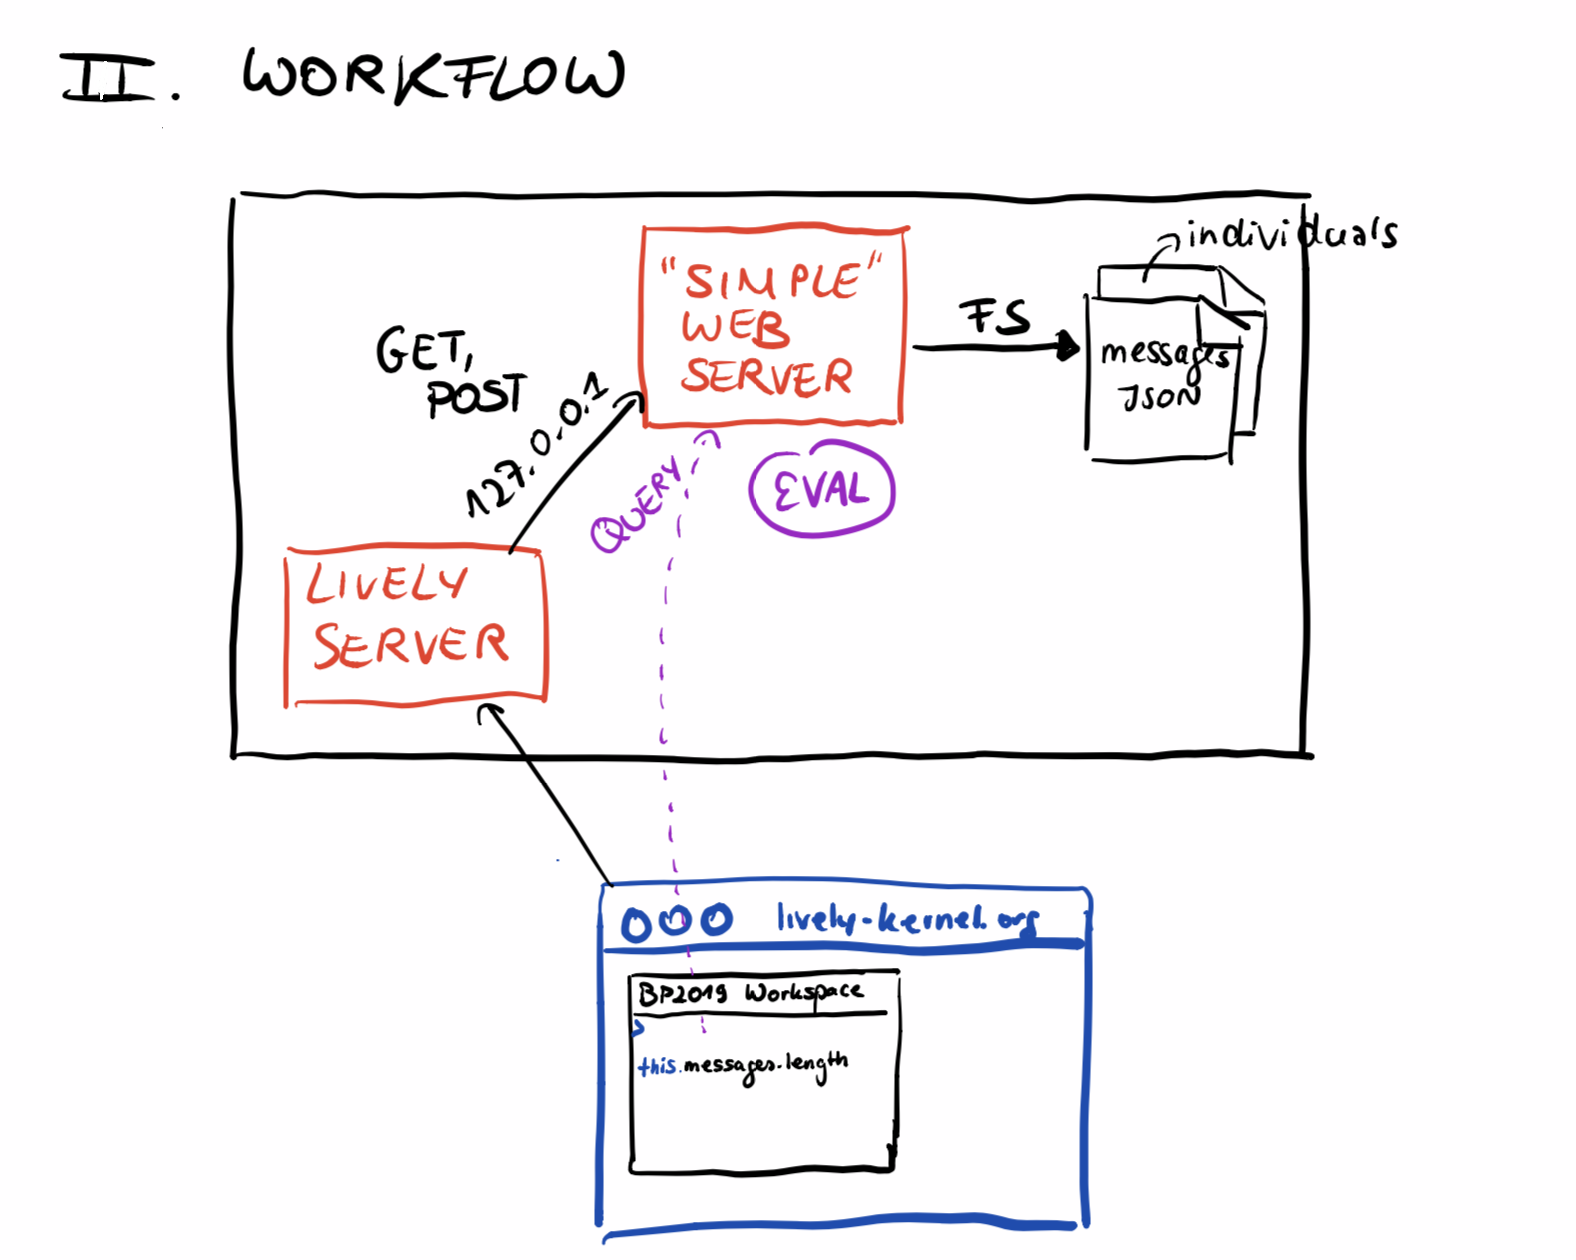 II. WORKFLOW
individuals
"SIMPLE"
WEB
SERVER
FS
messages
JSON
GET,
POST
127.0.0.1
QUERY
EVAL
LIVELY
SERVER
lively-kernel.org
BP2019 Workspace
>
this.messages.length